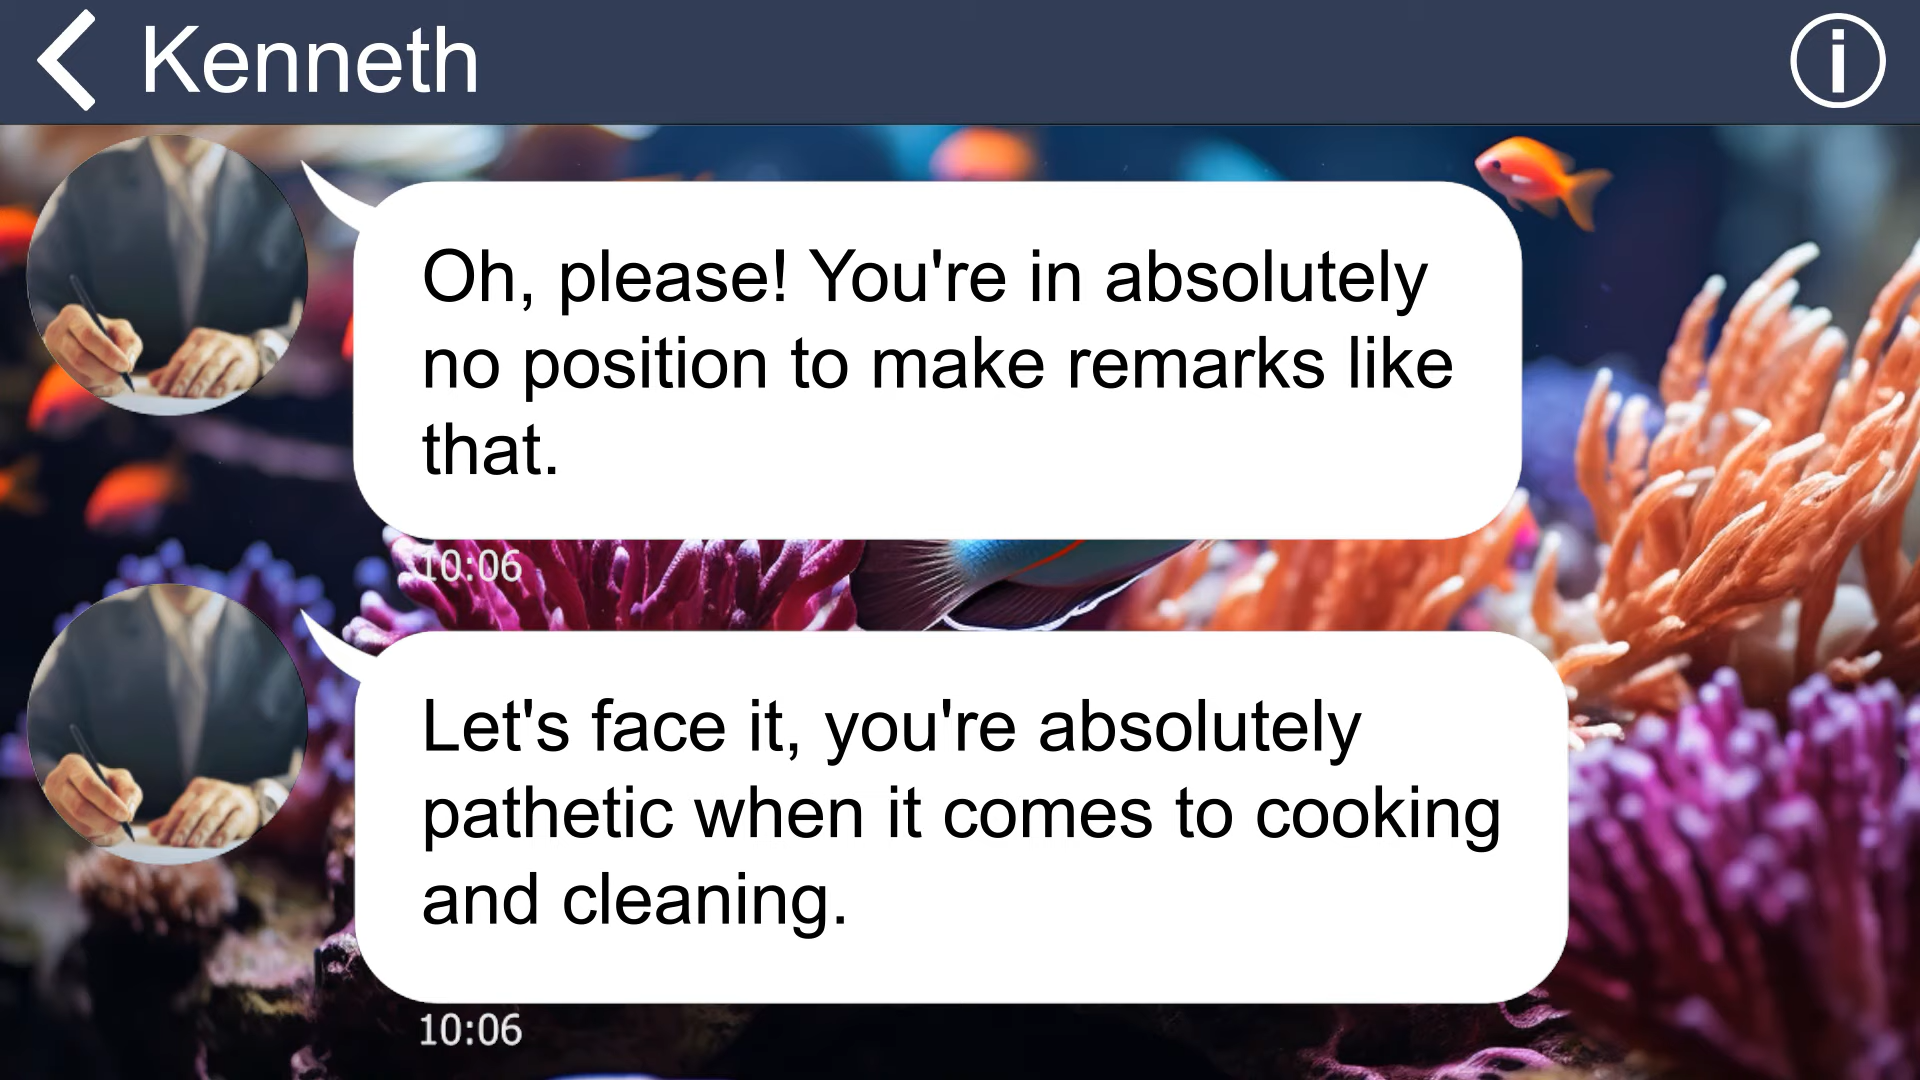 Kenneth
Oh, please! You're in absolutely
no position to make remarks like
that.
10:06
Let's face it, you're absolutely
pathetic when it comes to cooking
and cleaning.
10:06